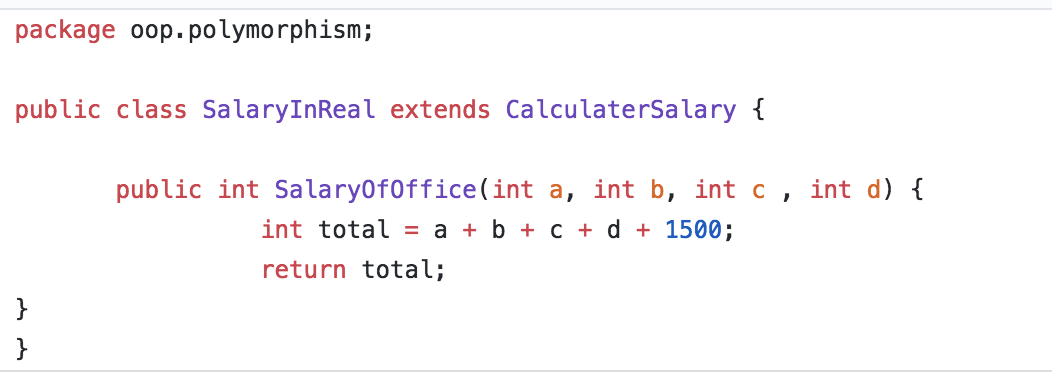 package oop.polymorphism;
public class SalaryInReal extends CalculaterSalary {
public int SalaryOfOffice(int a, int b, int c , int d) {
int total = a + b + c + d + 1500;
return total;
}
}